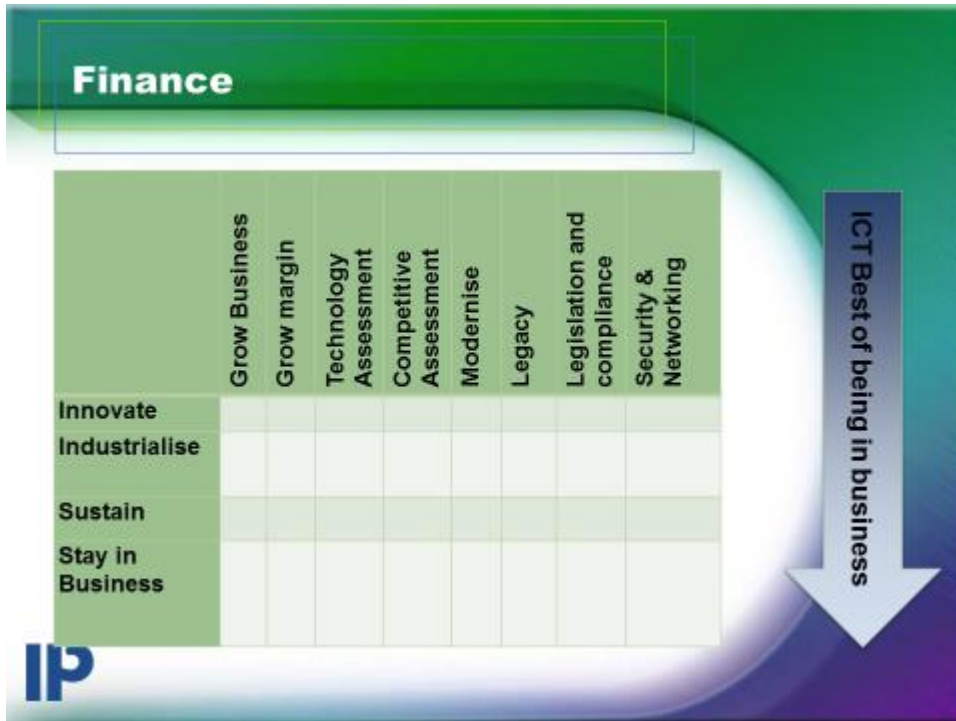 Finance
Grow Business
Grow margin
Technology
Assessment
Competitive
Assessment
Modernise
Legacy
Legislation and
compliance
Security &
Networking
Innovate
Industrialise
Sustain
Stay in
Business
ICT Best of being in business
IP